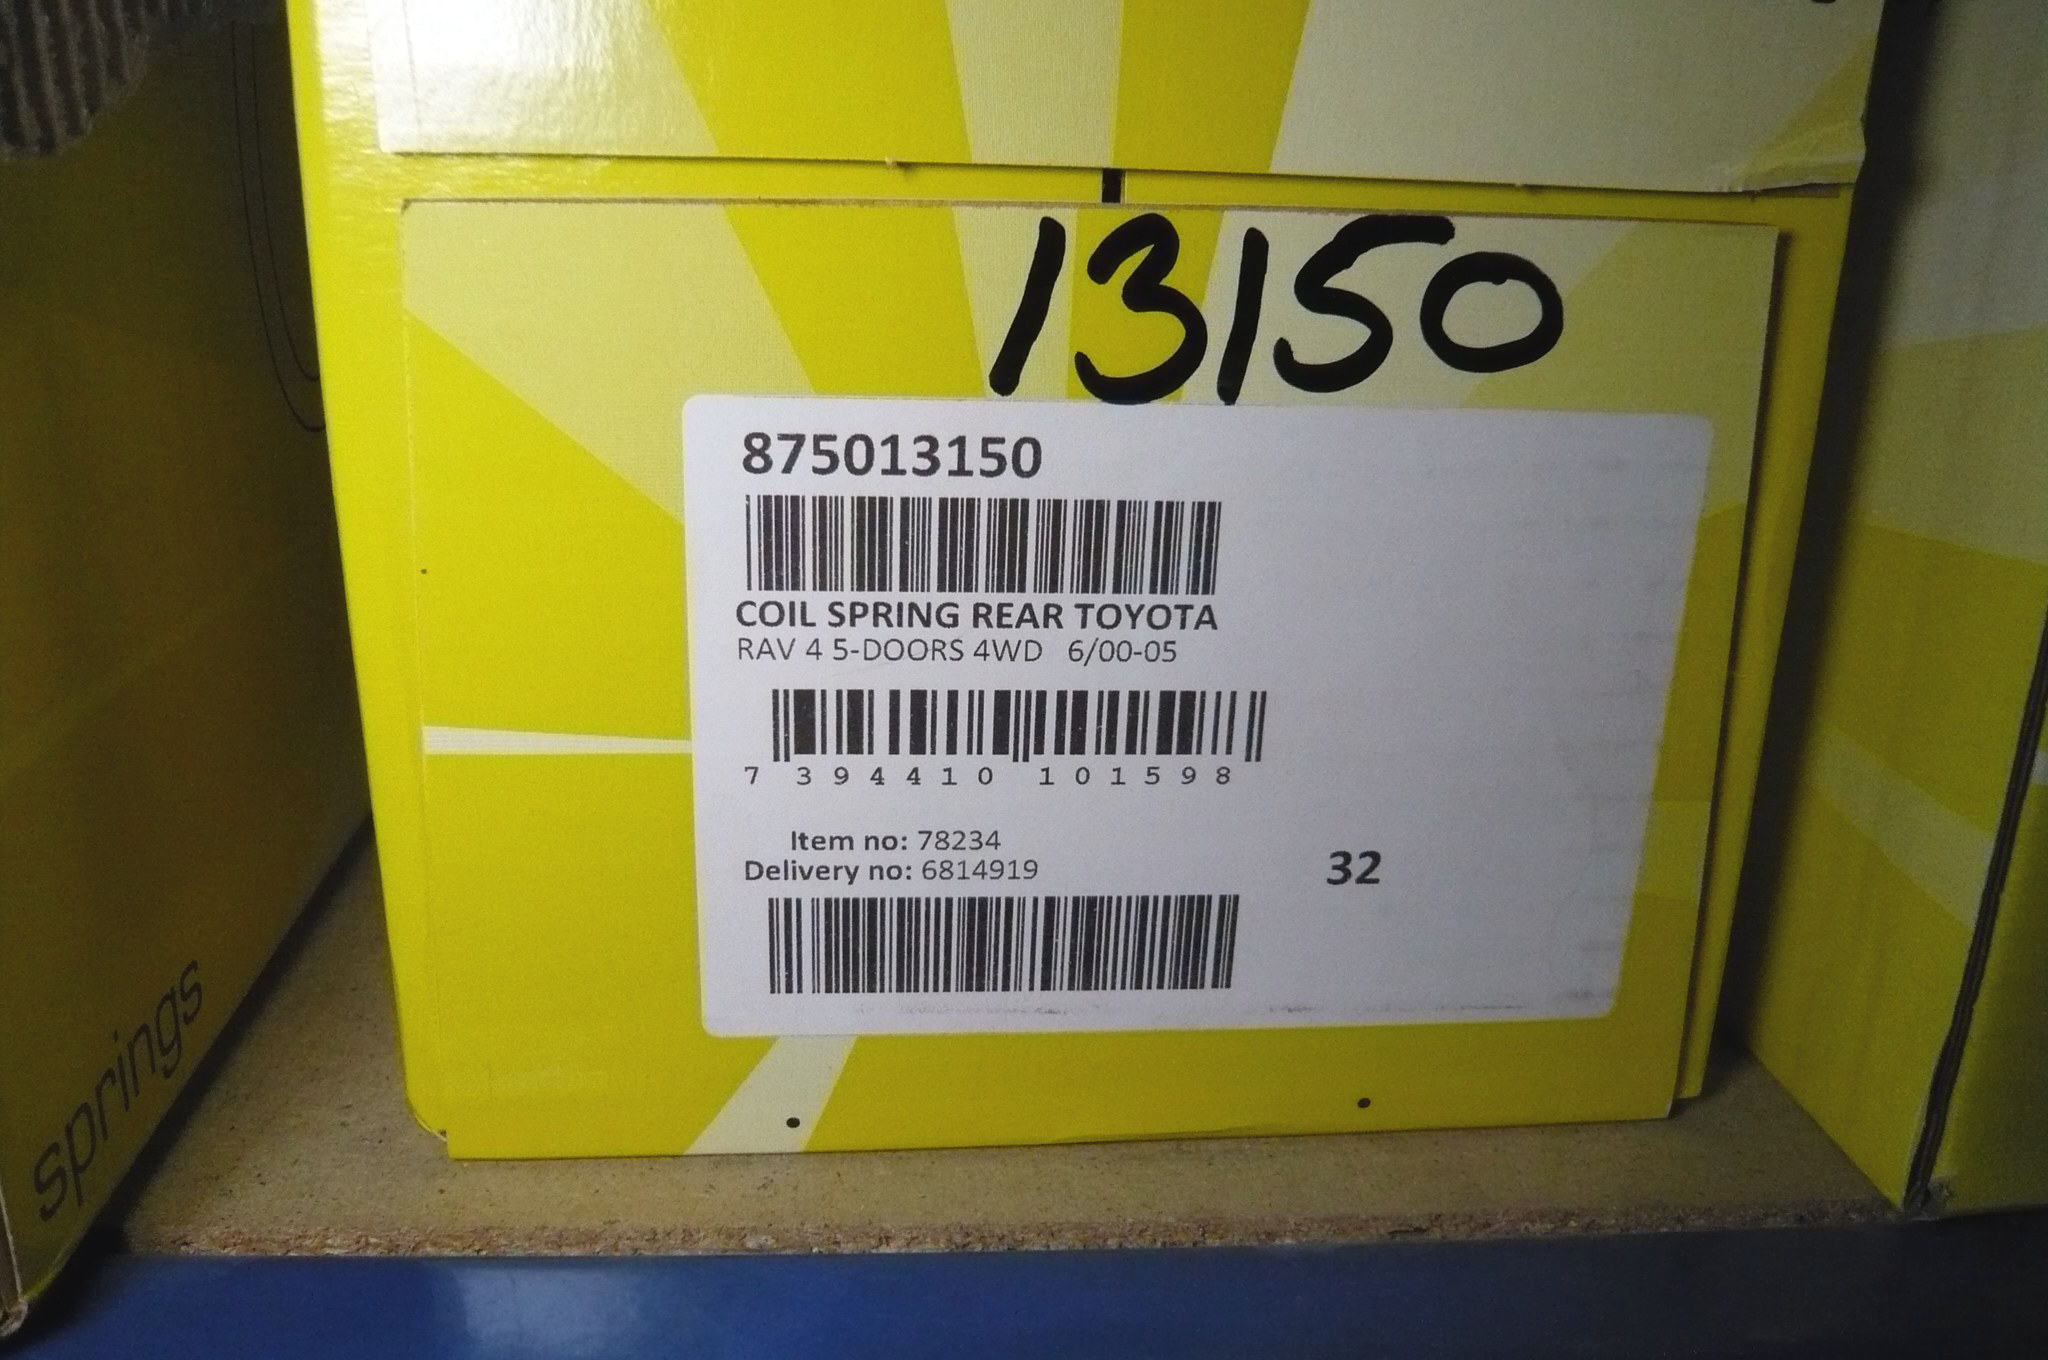 13150
875013150
COIL SPRING REAR TOYOTA
RAV 4 5-DOORS 4WD 6/00-05
7 394410 101598
Item no: 78234
Delivery no: 6814919
32
springs